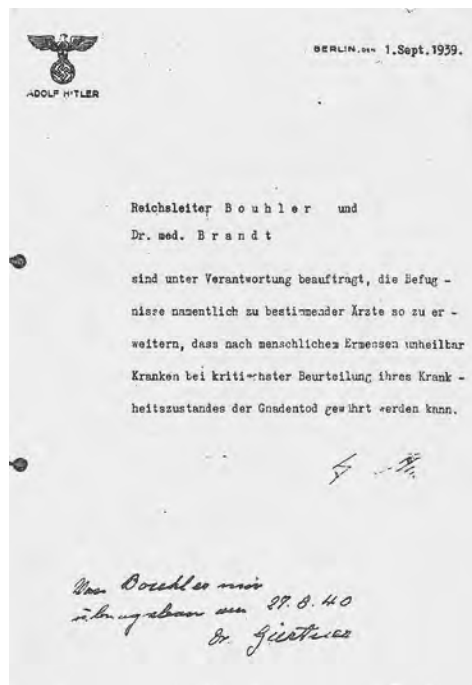 ADOLF HITLER
BERLIN, DEN 1.Sept.1939.
Reichsleiter B o u h l e r und
Dr. med. B r a n d t
sind unter Verantwortung beauftragt, die Befug -
nisse namentlich zu bestimmender Ärzte so zu er -
weitern, dass nach menschlichem Ermessen unheilbar
Kranken bei kritischster Beurteilung ihres Krank -
heitszustandes der Gnadentod gewährt werden kann.
Von Bouhler mir
übergeben am 27.8.40
Dr. Gürtner